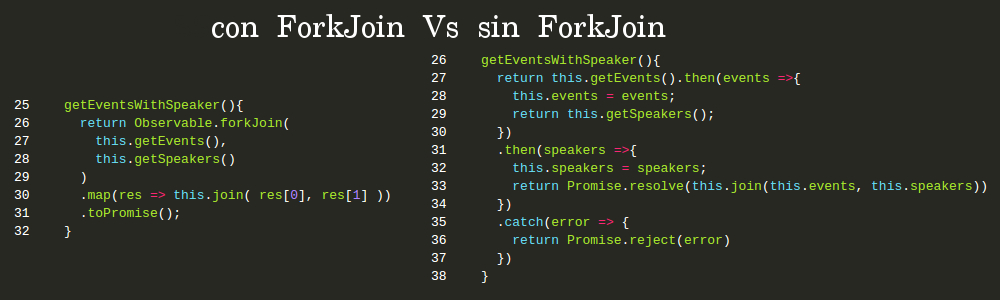 con ForkJoin Vs sin ForkJoin
25 getEventsWithSpeaker(){
26 return Observable.forkJoin(
27 this.getEvents(),
28 this.getSpeakers()
29 )
30 .map(res => this.join( res[0], res[1] ))
31 .toPromise();
32 }
26 getEventsWithSpeaker(){
27 return this.getEvents().then(events =>{
28 this.events = events;
29 return this.getSpeakers();
30 })
31 .then(speakers =>{
32 this.speakers = speakers;
33 return Promise.resolve(this.join(this.events, this.speakers))
34 })
35 .catch(error => {
36 return Promise.reject(error)
37 })
38 }